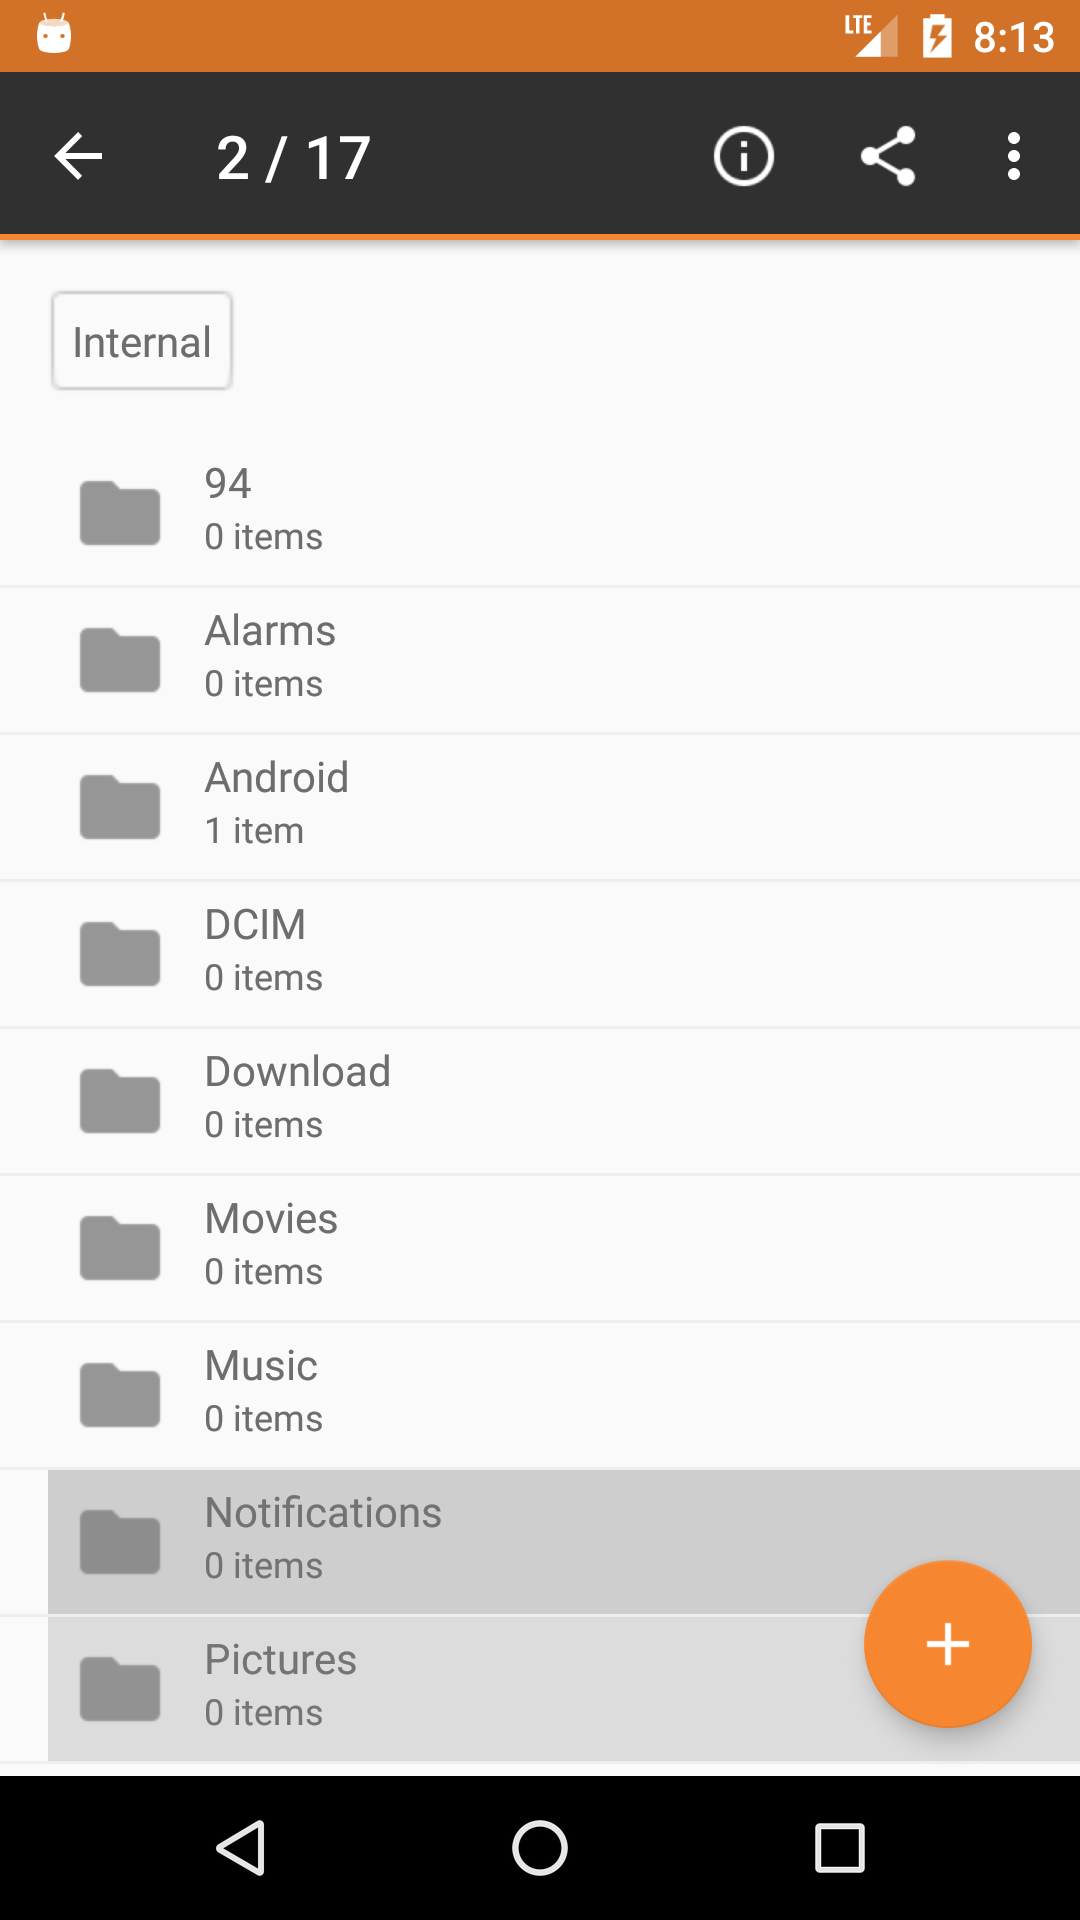 LTE 8:13
2 / 17
Internal
94
0 items
Alarms
0 items
Android
1 item
DCIM
0 items
Download
0 items
Movies
0 items
Music
0 items
Notifications
0 items
Pictures
0 items